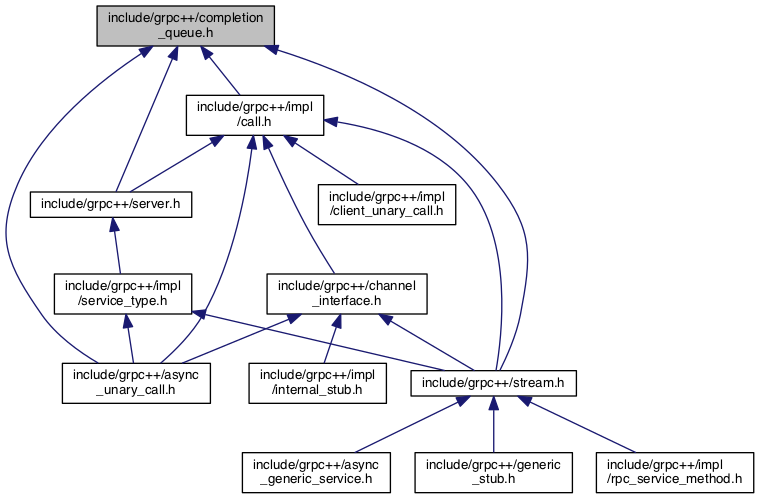 include/grpc++/completion
_queue.h
include/grpc++/impl
/call.h
include/grpc++/server.h
include/grpc++/impl
/client_unary_call.h
include/grpc++/impl
/service_type.h
include/grpc++/channel
_interface.h
include/grpc++/async
_unary_call.h
include/grpc++/impl
/internal_stub.h
include/grpc++/stream.h
include/grpc++/async
_generic_service.h
include/grpc++/generic
_stub.h
include/grpc++/impl
/rpc_service_method.h